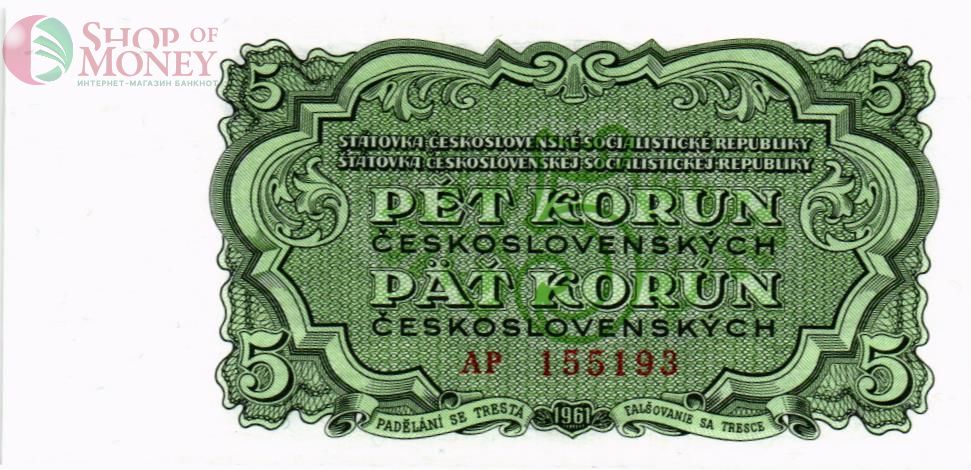 SHOP OF
MONEY
ИНТЕРНЕТ-МАГАЗИН БАНКНОТ
5 5
STÁTOVKA ČESKOSLOVENSKÉ SOCIALISTICKÉ REPUBLIKY
ŠTÁTOVKA ČESKOSLOVENSKEJ SOCIALISTICKEJ REPUBLIKY
PĚT KORUN
ČESKOSLOVENSKÝCH
PÄŤ KORÚN
ČESKOSLOVENSKÝCH
AP 155193
5 5
PADĚLÁNÍ SE TRESTÁ 1961 FALŠOVANIE SA TRESCE